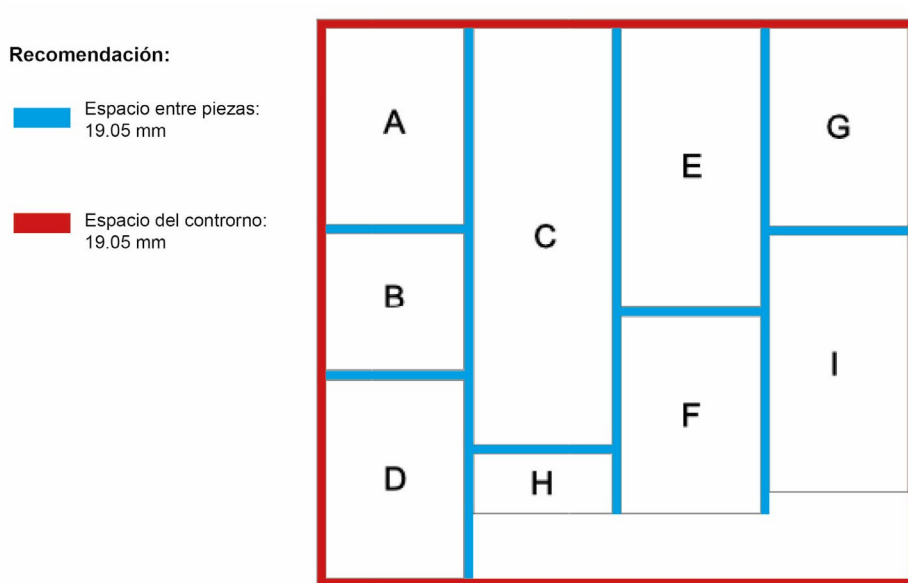 Recomendación:
Espacio entre piezas:
19.05 mm
Espacio del controrno:
19.05 mm
A
B
C
D
E
F
G
H
I